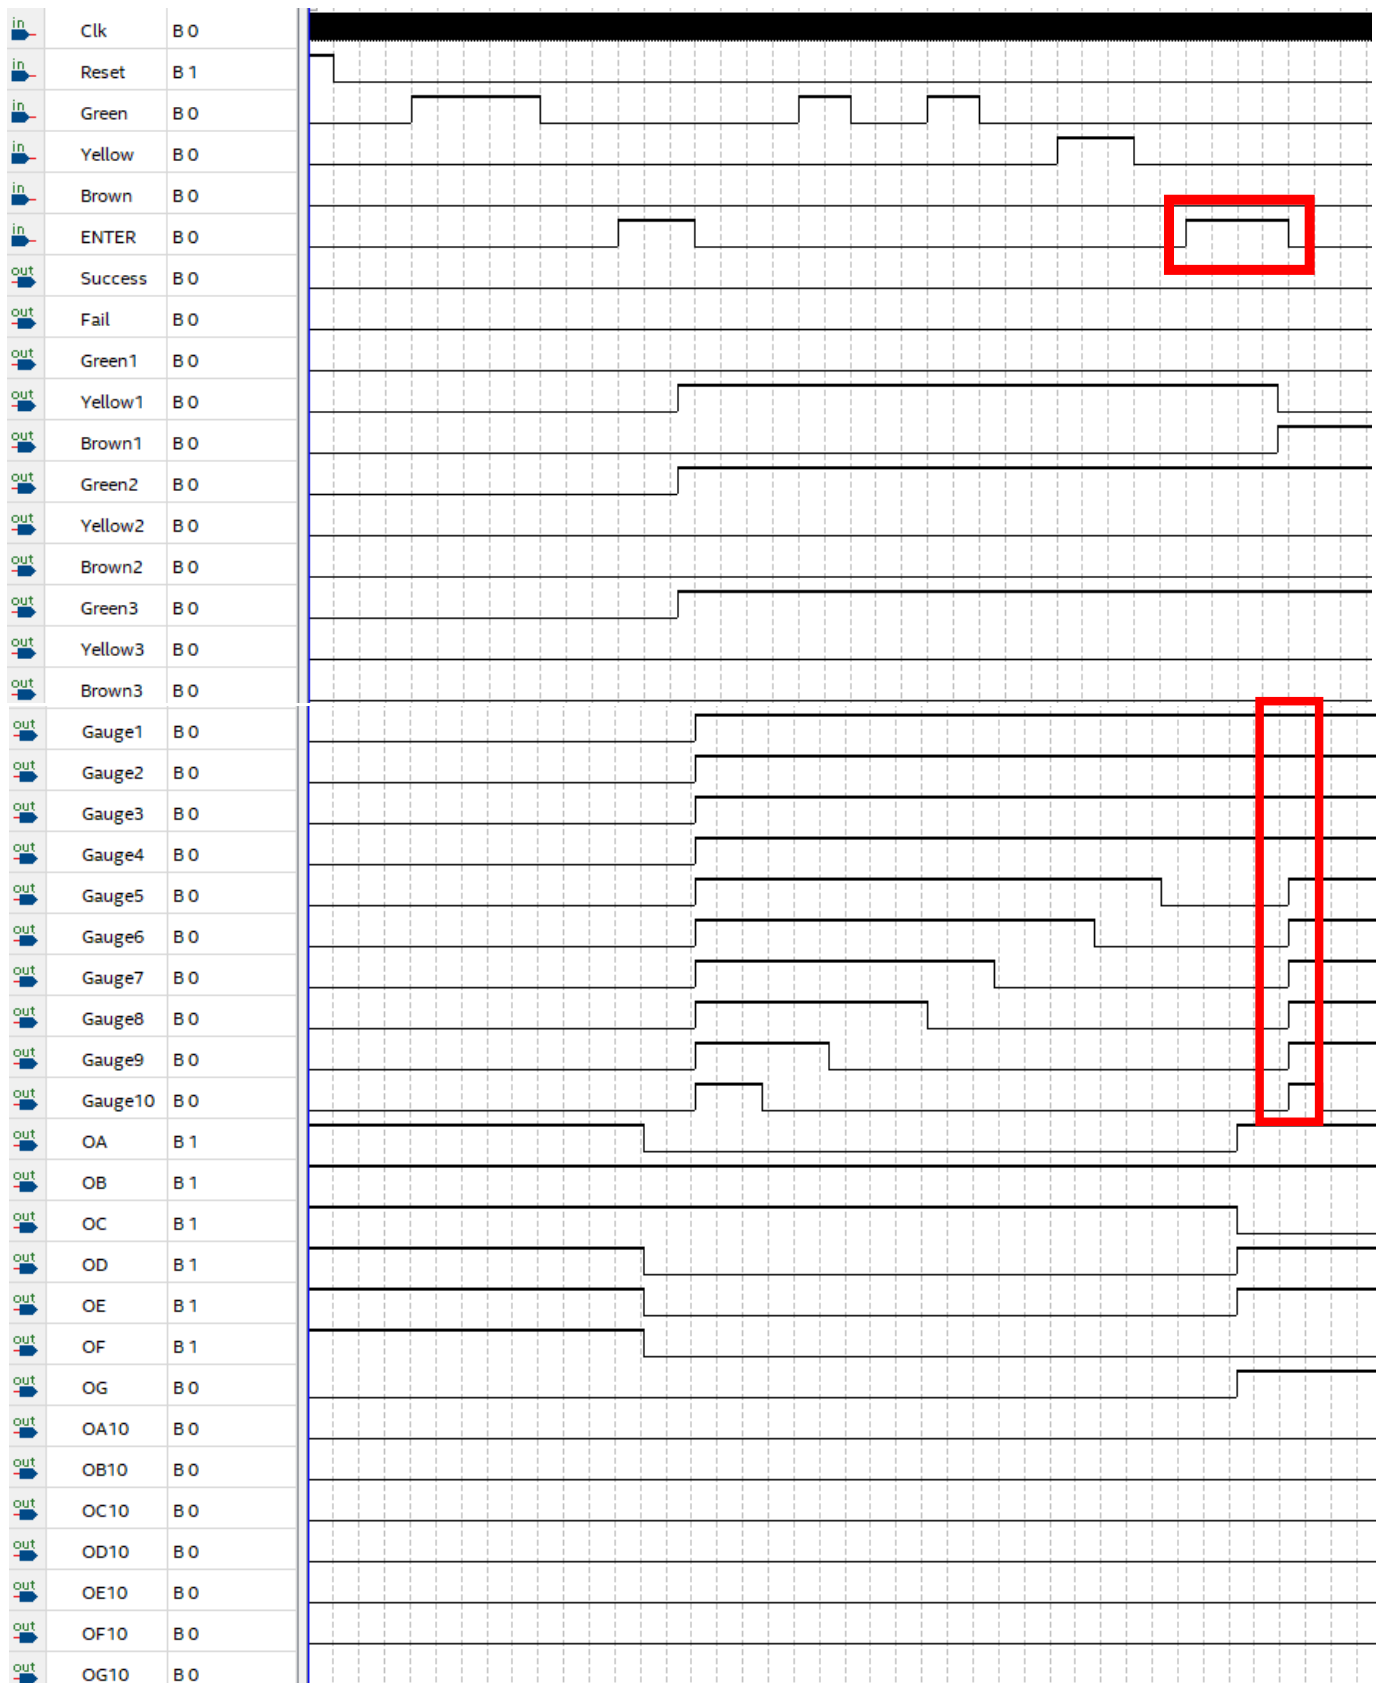 in Clk B 0
in Reset B 1
in Green B 0
in Yellow B 0
in Brown B 0
in ENTER B 0
out Success B 0
out Fail B 0
out Green1 B 0
out Yellow1 B 0
out Brown1 B 0
out Green2 B 0
out Yellow2 B 0
out Brown2 B 0
out Green3 B 0
out Yellow3 B 0
out Brown3 B 0
out Gauge1 B 0
out Gauge2 B 0
out Gauge3 B 0
out Gauge4 B 0
out Gauge5 B 0
out Gauge6 B 0
out Gauge7 B 0
out Gauge8 B 0
out Gauge9 B 0
out Gauge10 B 0
out OA B 1
out OB B 1
out OC B 1
out OD B 1
out OE B 1
out OF B 1
out OG B 0
out OA10 B 0
out OB10 B 0
out OC10 B 0
out OD10 B 0
out OE10 B 0
out OF10 B 0
out OG10 B 0